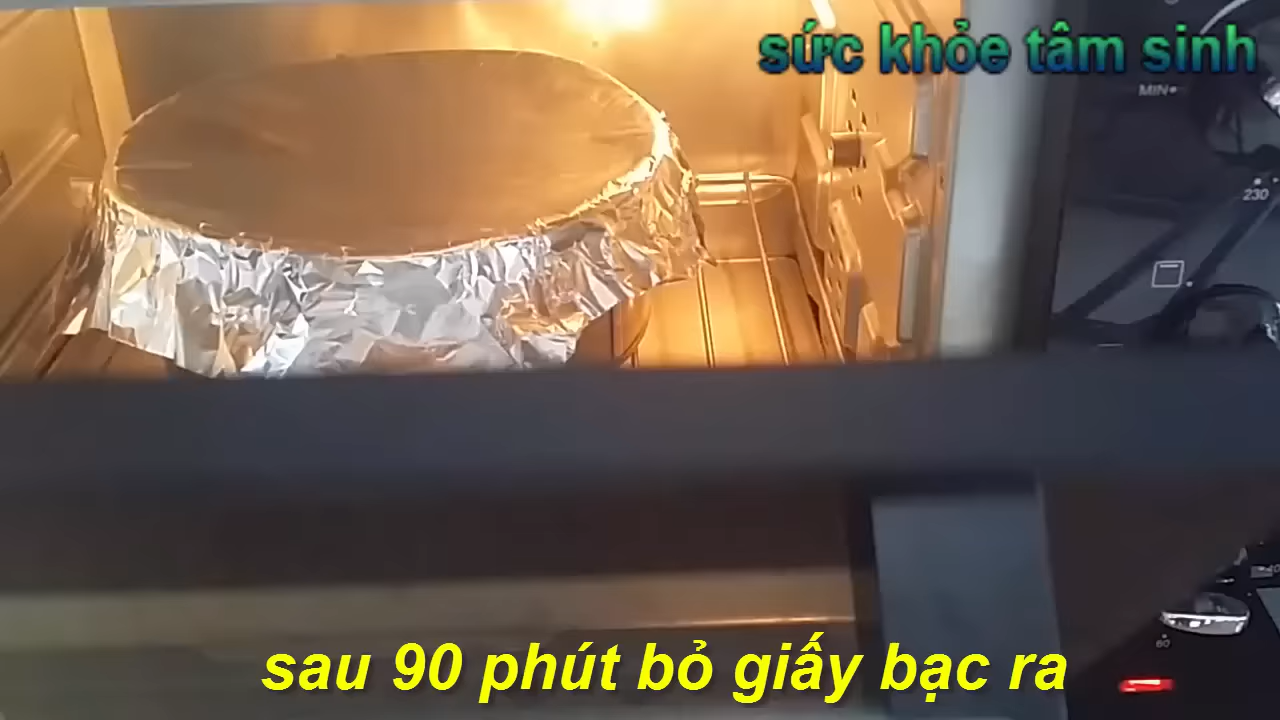 sức khỏe tâm sinh
MIN
230
60
sau 90 phút bỏ giấy bạc ra